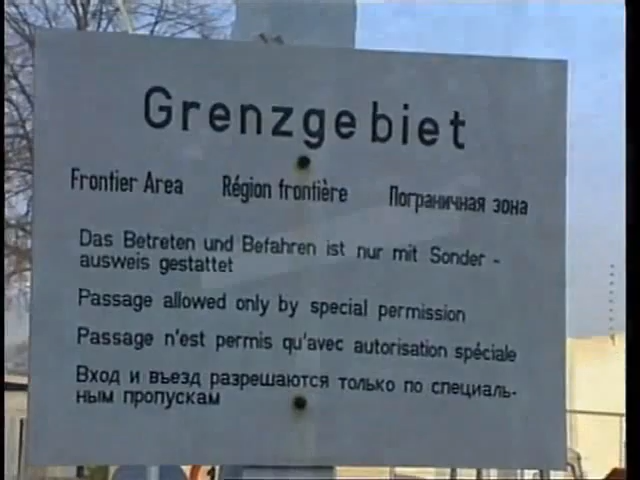 Grenzgebiet
Frontier Area Région frontière Пограничная зона
Das Betreten und Befahren ist nur mit Sonder-
ausweis gestattet
Passage allowed only by special permission
Passage n'est permis qu'avec autorisation spéciale
Вход и въезд разрешаются только по специаль-
ным пропускам